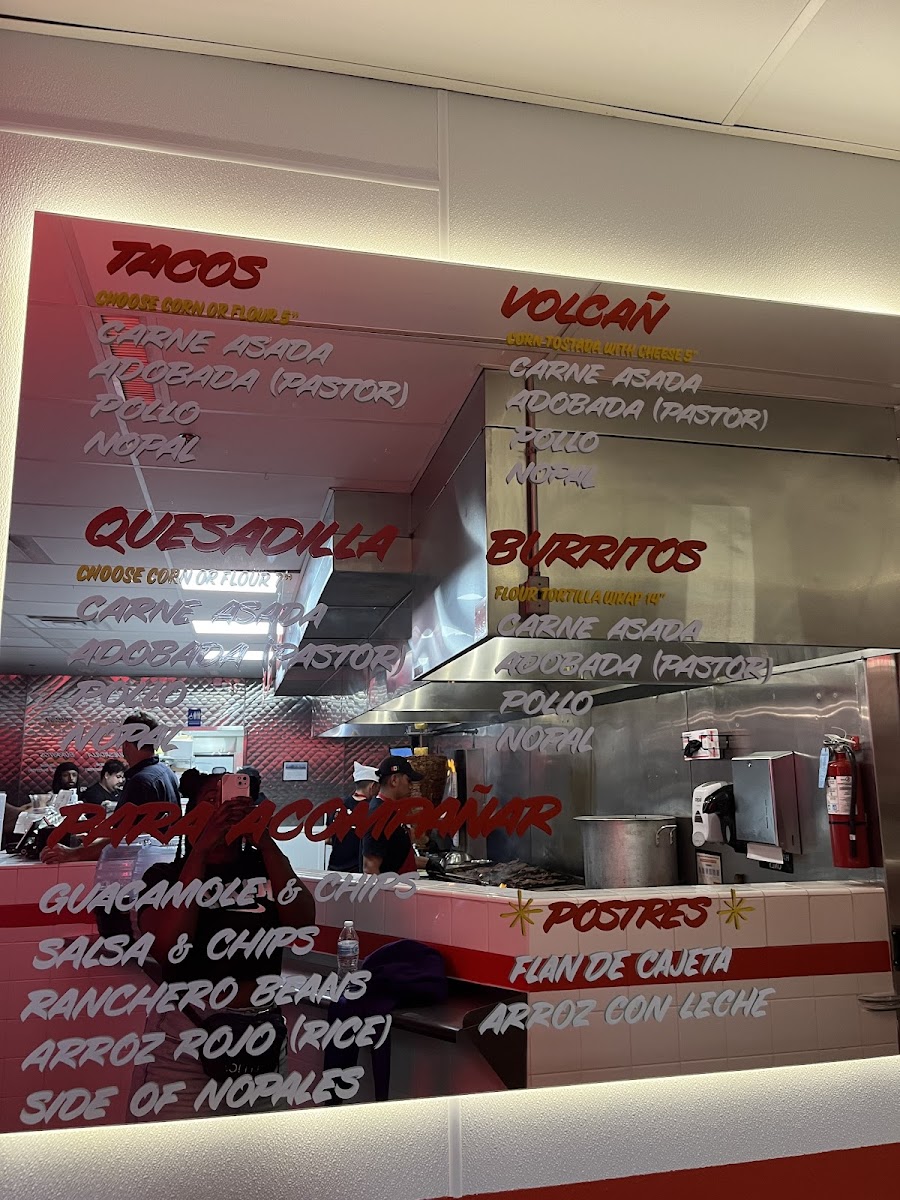 TACOS
CHOOSE CORN OR FLOUR 5"
CARNE ASADA
ADOBADA (PASTOR)
POLLO
NOPAL
VOLCAÑ
CORN TOSTADA WITH CHEESE 5"
CARNE ASADA
ADOBADA (PASTOR)
POLLO
NOPAL
QUESADILLA
CHOOSE CORN OR FLOUR 7"
CARNE ASADA
ADOBADA (PASTOR)
POLLO
NOPAL
BURRITOS
FLOUR TORTILLA WRAP 14"
CARNE ASADA
ADOBADA (PASTOR)
POLLO
NOPAL
PARA ACOMPAÑAR
GUACAMOLE & CHIPS
SALSA & CHIPS
RANCHERO BEANS
ARROZ ROJO (RICE)
SIDE OF NOPALES
POSTRES
FLAN DE CAJETA
ARROZ CON LECHE